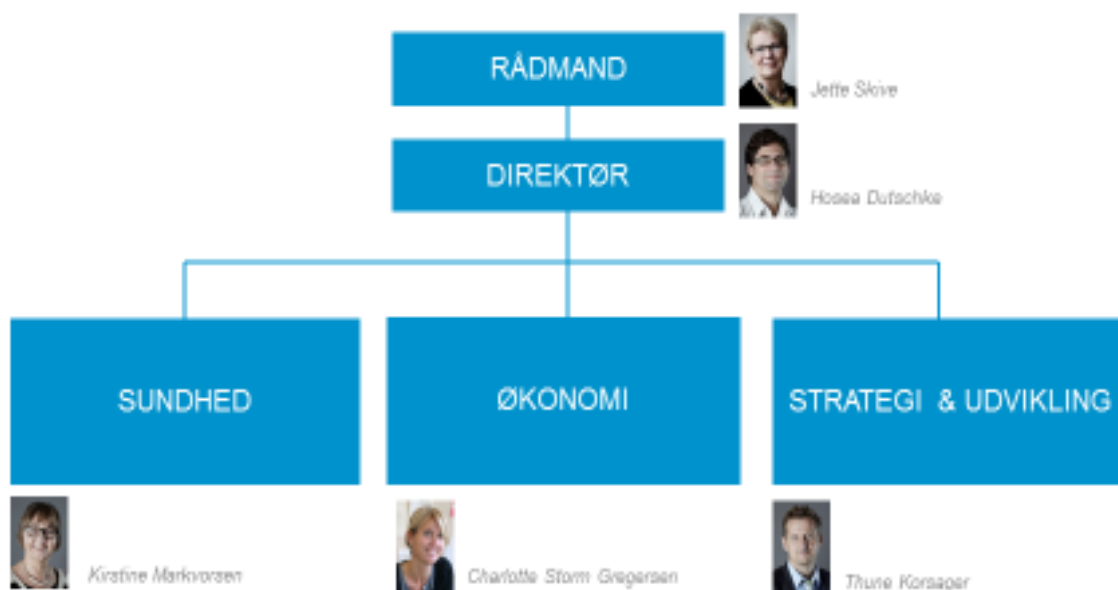 RÅDMAND
Jette Skive
DIREKTØR
Hosea Dutschke
SUNDHED
ØKONOMI
STRATEGI & UDVIKLING
Kirstine Markvorsen
Charlotte Storm Gregersen
Thune Korsager